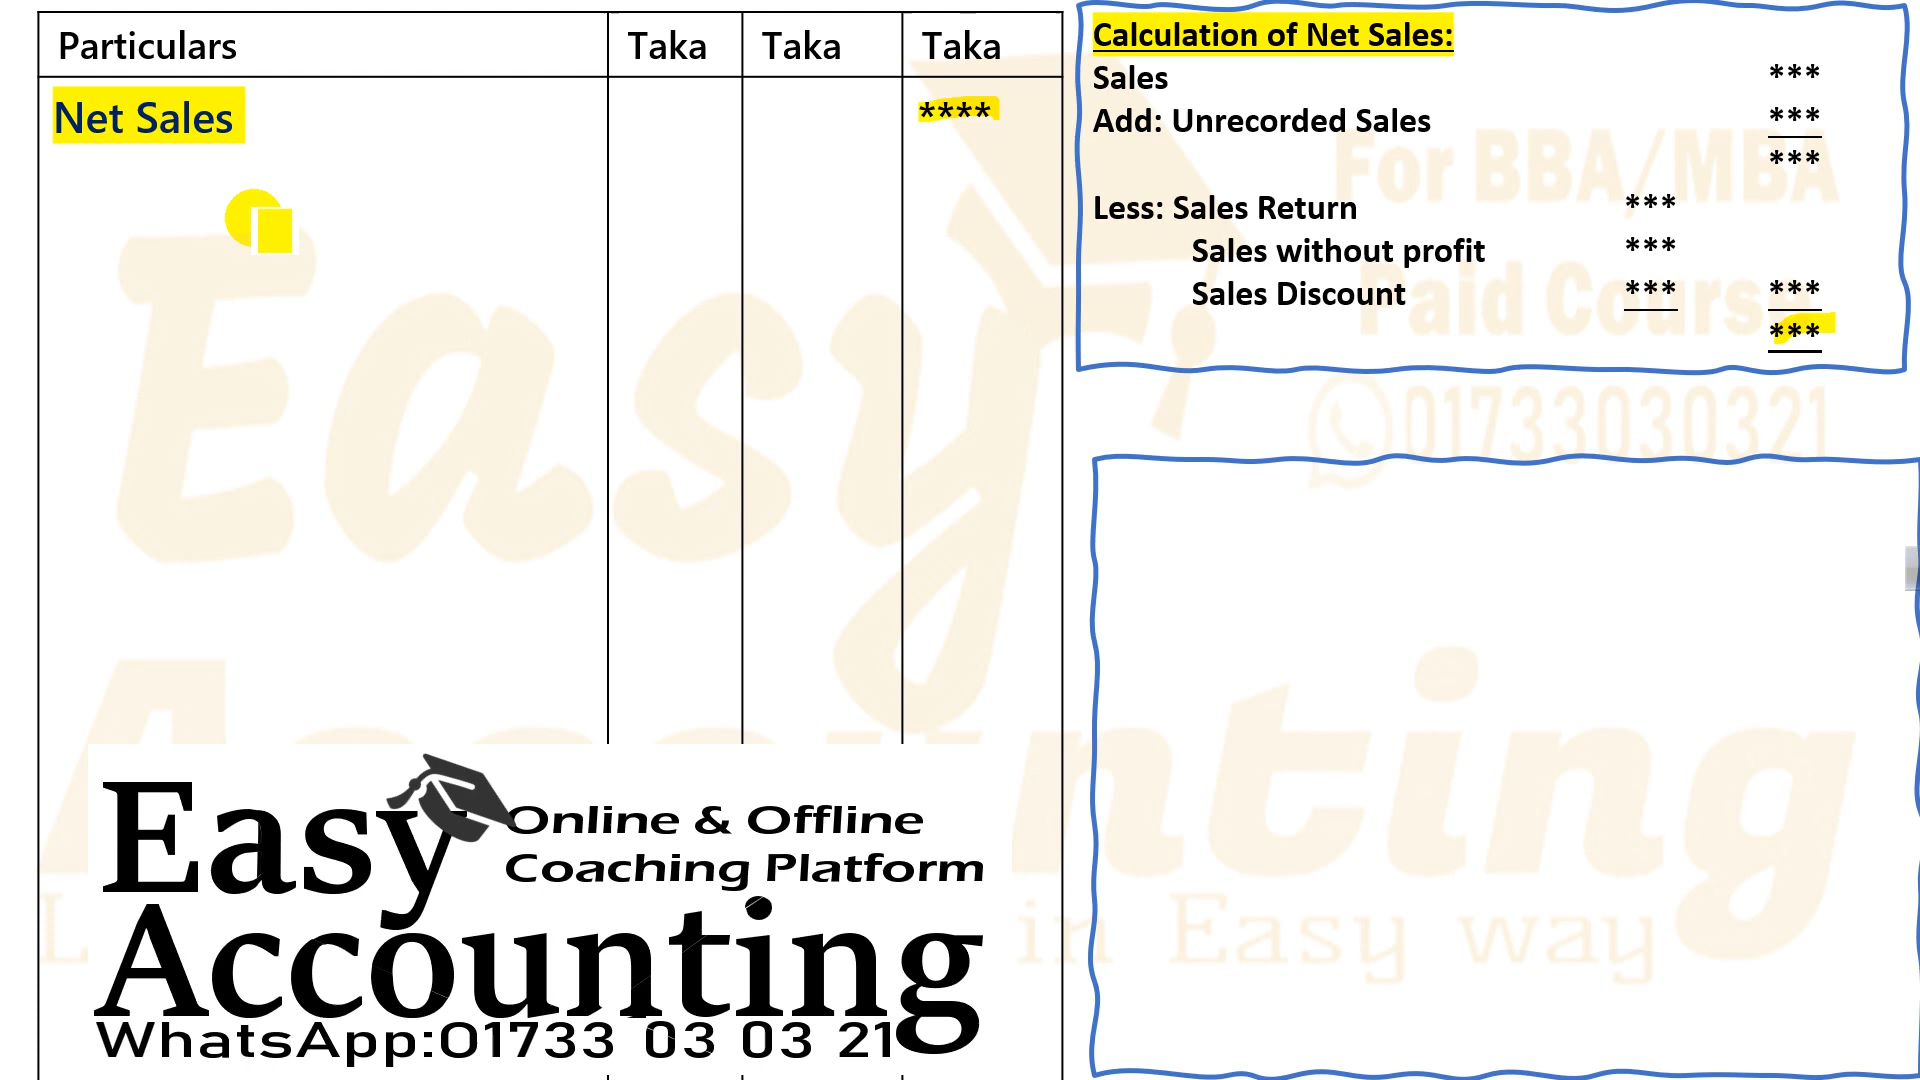 Particulars Taka Taka Taka
Net Sales ****
Calculation of Net Sales:
Sales ***
Add: Unrecorded Sales ***
***
Less: Sales Return ***
Sales without profit ***
Sales Discount *** ***
***
For BBA/MBA
Paid Course
01733030321
Easy
in Easy way
Easy
Accounting
Online & Offline
Coaching Platform
WhatsApp:01733 03 03 21